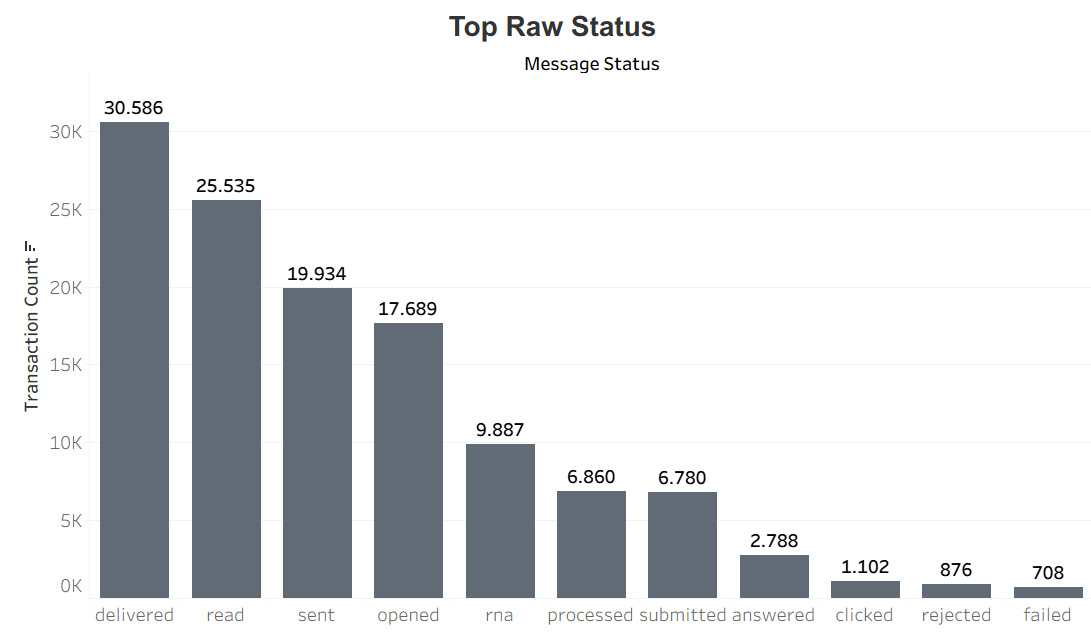 Top Raw Status
Message Status
Transaction Count
30K
25K
20K
15K
10K
5K
0K
30.586
25.535
19.934
17.689
9.887
6.860
6.780
2.788
1.102
876
708
delivered read sent opened rna processed submitted answered clicked rejected failed